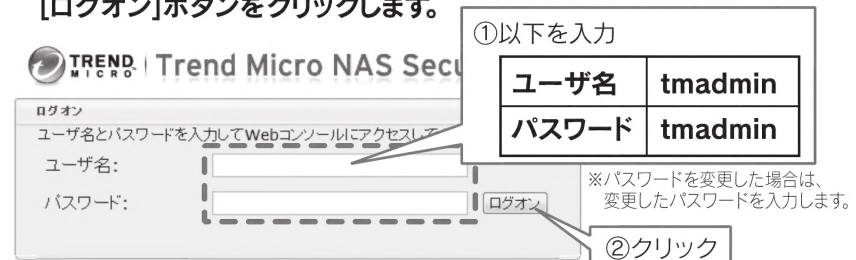 [ログオン]ボタンをクリックします。
①以下を入力
ユーザ名 tmadmin
パスワード tmadmin
TREND MICRO Trend Micro NAS Secu
ログオン
ユーザ名とパスワードを入力してWebコンソールにアクセスして
ユーザ名:
パスワード:
ログオン
※パスワードを変更した場合は、
変更したパスワードを入力します。
②クリック